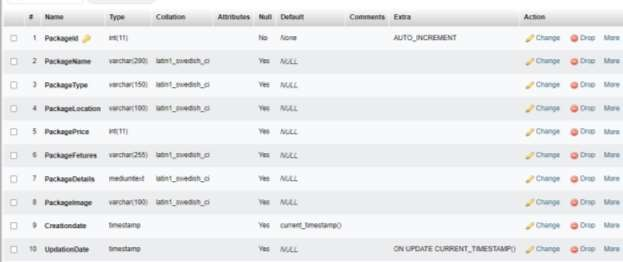 # Name Type Collation Attributes Null Default Comments Extra Action
1 PackageId int(11) No None AUTO_INCREMENT Change Drop More
2 PackageName varchar(200) latin1_swedish_ci Yes NULL Change Drop More
3 PackageType varchar(150) latin1_swedish_ci Yes NULL Change Drop More
4 PackageLocation varchar(100) latin1_swedish_ci Yes NULL Change Drop More
5 PackagePrice int(11) Yes NULL Change Drop More
6 PackageFetures varchar(255) latin1_swedish_ci Yes NULL Change Drop More
7 PackageDetails mediumtext latin1_swedish_ci Yes NULL Change Drop More
8 PackageImage varchar(100) latin1_swedish_ci Yes NULL Change Drop More
9 Creationdate timestamp Yes current_timestamp() Change Drop More
10 UpdationDate timestamp Yes NULL ON UPDATE CURRENT_TIMESTAMP() Change Drop More